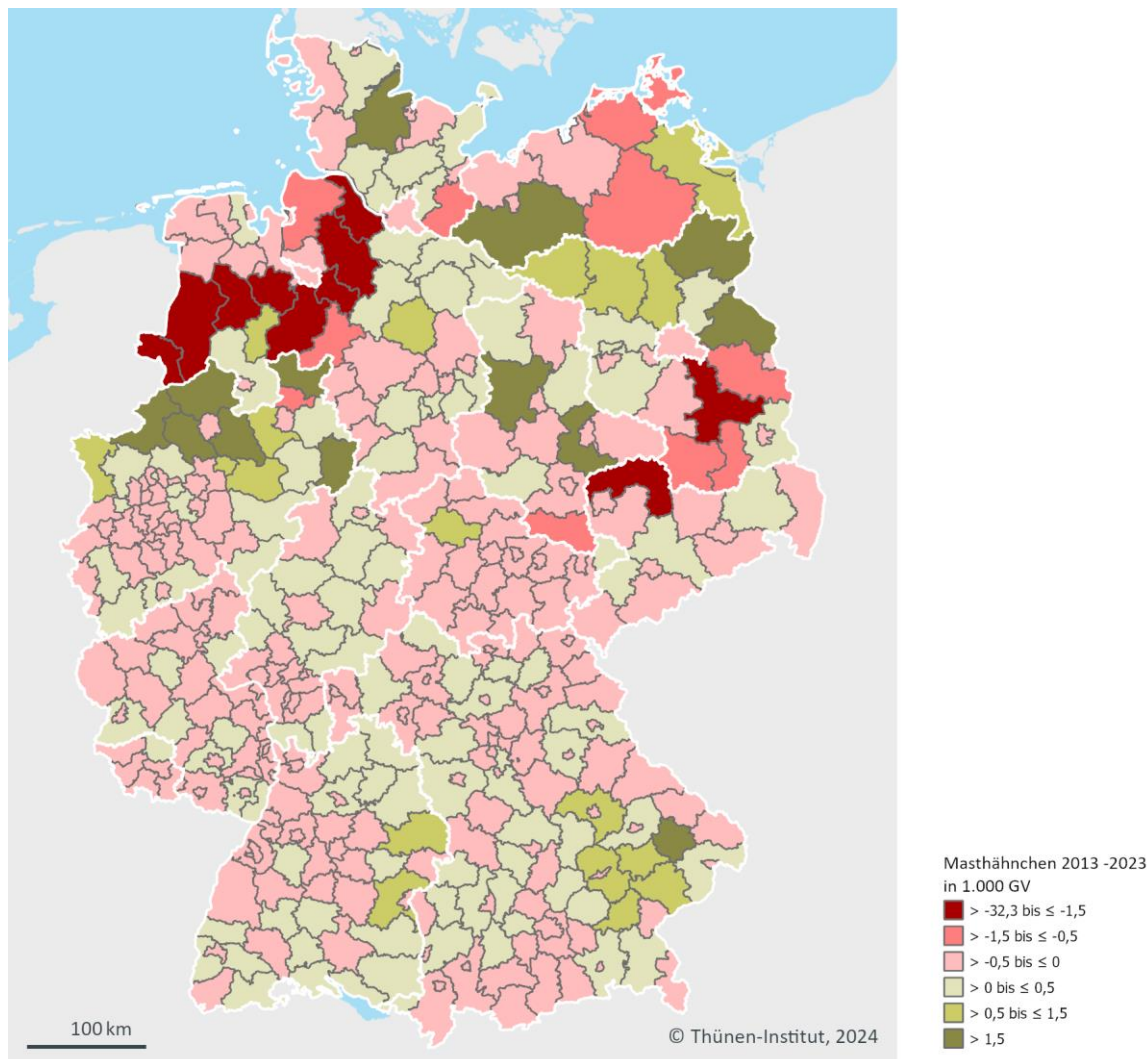 Masthähnchen 2013 -2023
in 1.000 GV
> -32,3 bis ≤ -1,5
> -1,5 bis ≤ -0,5
> -0,5 bis ≤ 0
> 0 bis ≤ 0,5
> 0,5 bis ≤ 1,5
> 1,5
100 km
© Thünen-Institut, 2024